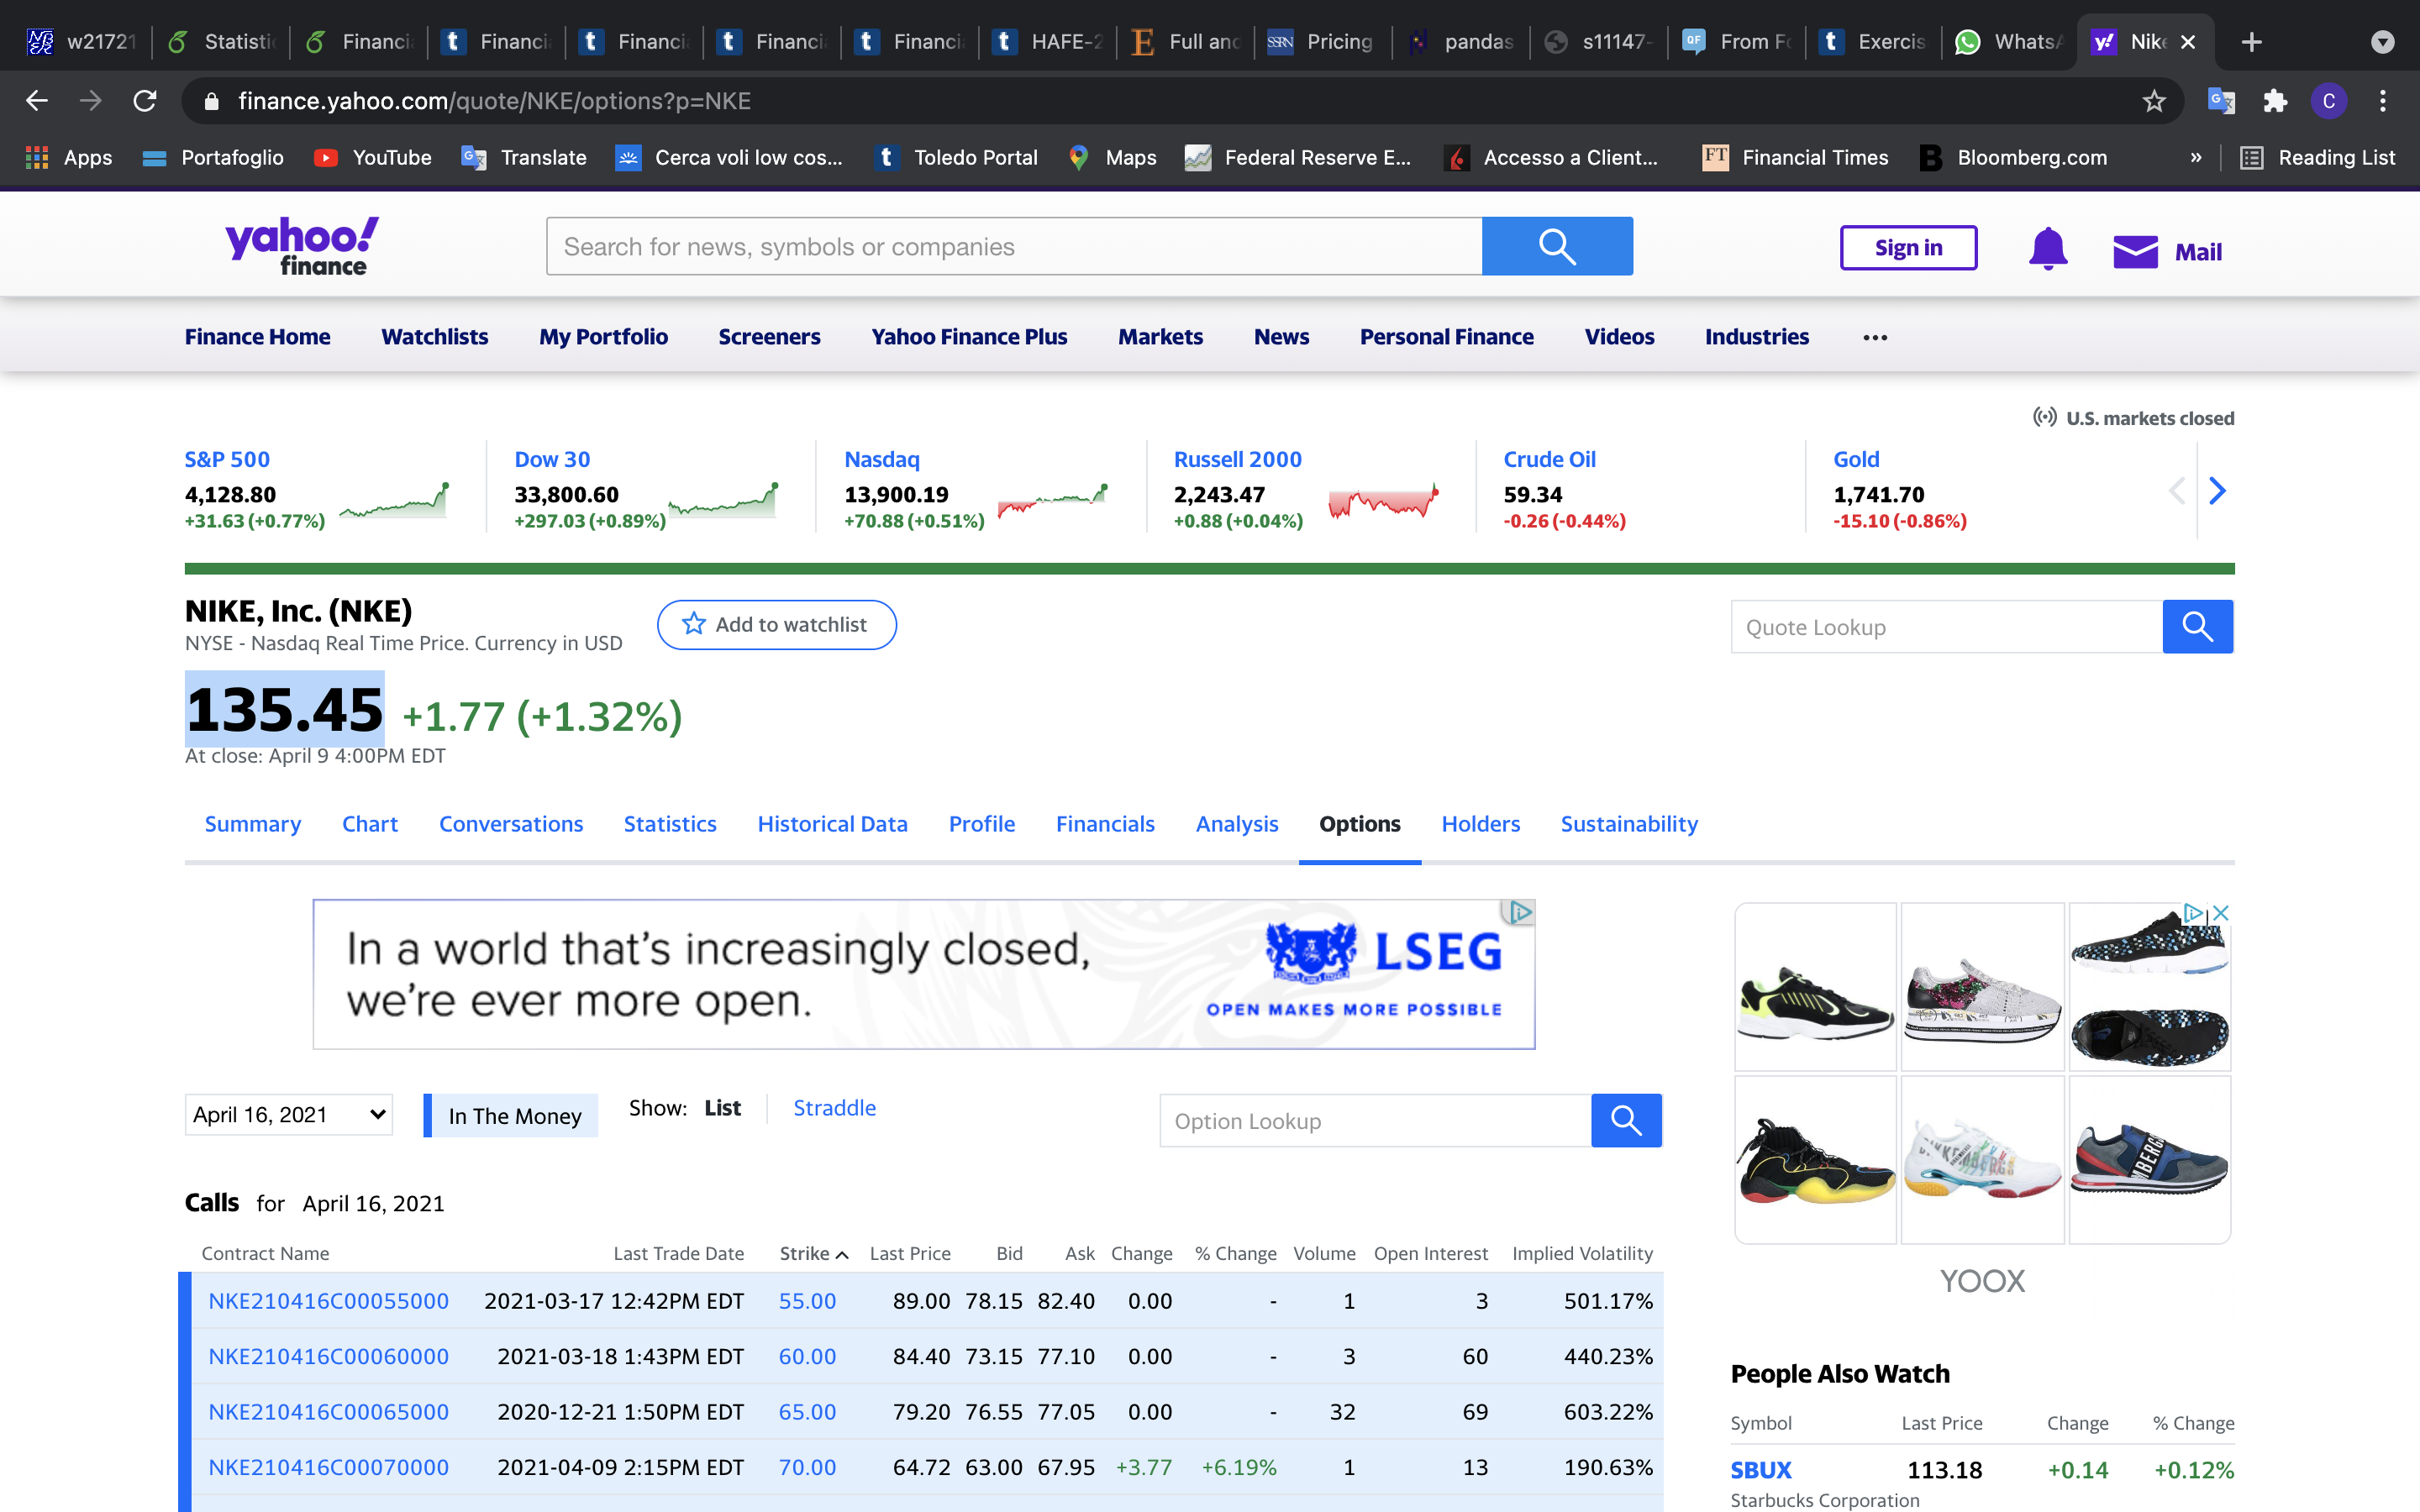 w21721
Statisti
Financi
Financi
Financi
Financi
Financi
HAFE-2
Full and
Pricing
pandas
s11147-
From Fo
Exercis
WhatsA
Nike
finance.yahoo.com/quote/NKE/options?p=NKE
C
Apps
Portafoglio
YouTube
Translate
Cerca voli low cos...
Toledo Portal
Maps
Federal Reserve E...
Accesso a Client...
Financial Times
Bloomberg.com
»
Reading List
yahoo!
finance
Search for news, symbols or companies
Sign in
Mail
Finance Home Watchlists My Portfolio Screeners Yahoo Finance Plus Markets News Personal Finance Videos Industries ...
U.S. markets closed
S&P 500
4,128.80
+31.63 (+0.77%)
Dow 30
33,800.60
+297.03 (+0.89%)
Nasdaq
13,900.19
+70.88 (+0.51%)
Russell 2000
2,243.47
+0.88 (+0.04%)
Crude Oil
59.34
-0.26 (-0.44%)
Gold
1,741.70
-15.10 (-0.86%)
NIKE, Inc. (NKE)
NYSE - Nasdaq Real Time Price. Currency in USD
Add to watchlist
Quote Lookup
135.45 +1.77 (+1.32%)
At close: April 9 4:00PM EDT
Summary Chart Conversations Statistics Historical Data Profile Financials Analysis Options Holders Sustainability
In a world that's increasingly closed,
we're ever more open.
LSEG
OPEN MAKES MORE POSSIBLE
April 16, 2021
In The Money
Show: List Straddle
Option Lookup
Calls for April 16, 2021
Contract Name Last Trade Date Strike Last Price Bid Ask Change % Change Volume Open Interest Implied Volatility
NKE210416C00055000 2021-03-17 12:42PM EDT 55.00 89.00 78.15 82.40 0.00 - 1 3 501.17%
NKE210416C00060000 2021-03-18 1:43PM EDT 60.00 84.40 73.15 77.10 0.00 - 3 60 440.23%
NKE210416C00065000 2020-12-21 1:50PM EDT 65.00 79.20 76.55 77.05 0.00 - 32 69 603.22%
NKE210416C00070000 2021-04-09 2:15PM EDT 70.00 64.72 63.00 67.95 +3.77 +6.19% 1 13 190.63%
YOOX
People Also Watch
Symbol Last Price Change % Change
SBUX 113.18 +0.14 +0.12%
Starbucks Corporation